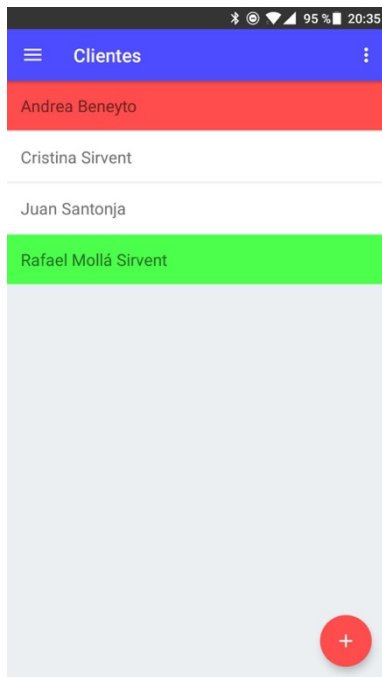 95 % 20:35
Clientes
Andrea Beneyto
Cristina Sirvent
Juan Santonja
Rafael Mollá Sirvent
+